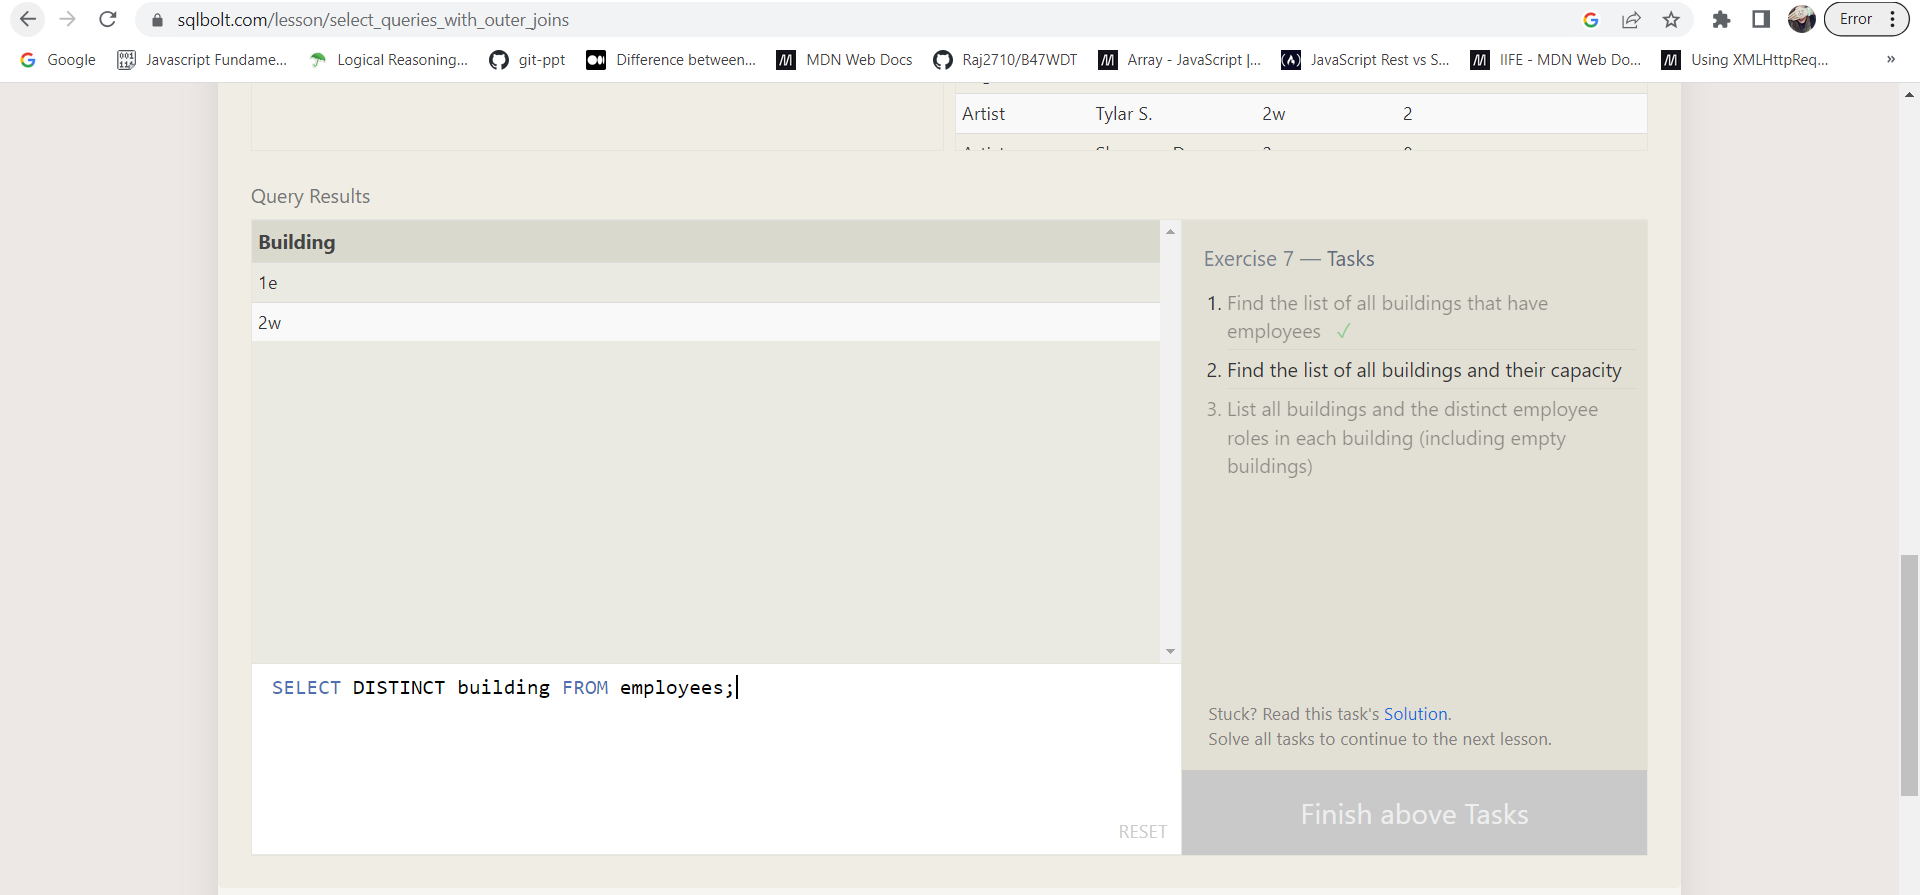 sqlbolt.com/lesson/select_queries_with_outer_joins
Error
Google
Javascript Fundame...
Logical Reasoning...
git-ppt
Difference between...
MDN Web Docs
Raj2710/B47WDT
Array - JavaScript |...
JavaScript Rest vs S...
IIFE - MDN Web Do...
Using XMLHttpReq...
»
Artist Tylar S. 2w 2
Query Results
Building
1e
2w
SELECT DISTINCT building FROM employees;
RESET
Exercise 7 — Tasks
1. Find the list of all buildings that have
employees ✓
2. Find the list of all buildings and their capacity
3. List all buildings and the distinct employee
roles in each building (including empty
buildings)
Stuck? Read this task's Solution.
Solve all tasks to continue to the next lesson.
Finish above Tasks